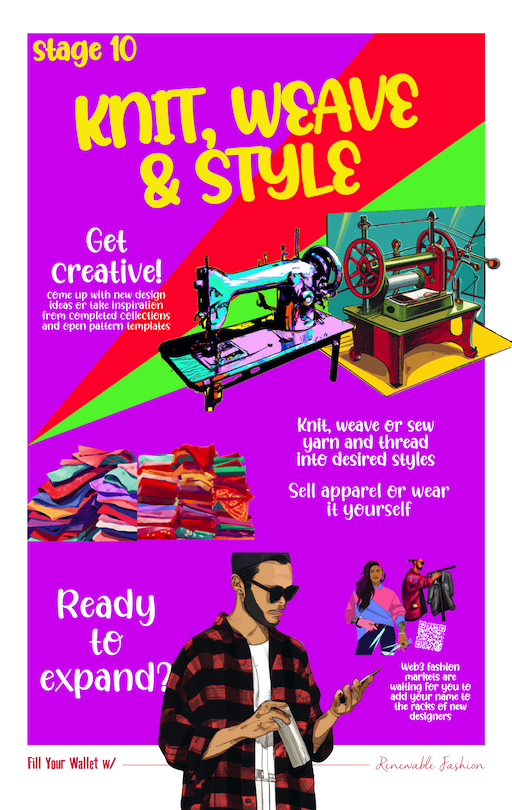 Stage 10
KNIT, WEAVE
& STYLE
Get
creative!
Come up with new design
ideas or take inspiration
from completed collections
and open pattern templates
Knit, weave or sew
yarn and thread
into desired styles
Sell apparel or wear
it yourself
Ready
to
expand?
Web3 fashion
markets are
waiting for you to
add your name to
the racks of new
designers
Fill Your Wallet w/
Renewable Fashion